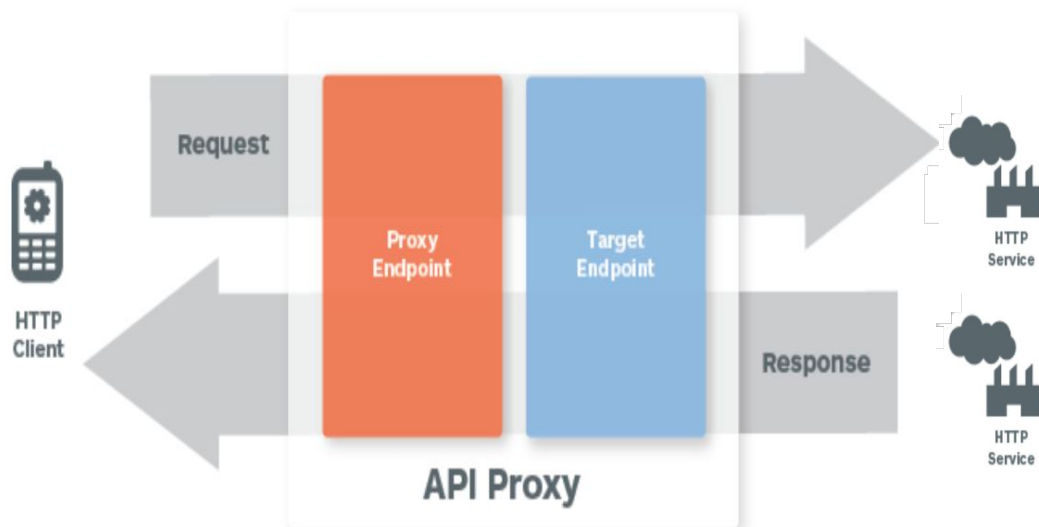 Request
HTTP
Client
Proxy
Endpoint
Target
Endpoint
HTTP
Service
Response
HTTP
Service
API Proxy